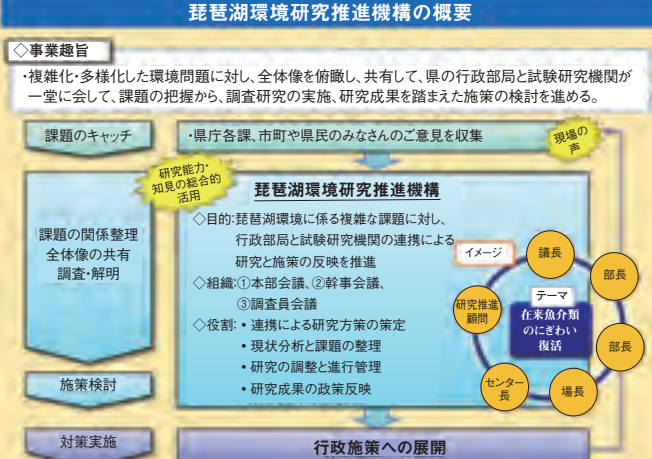 琵琶湖環境研究推進機構の概要
◇事業趣旨
・複雑化・多様化した環境問題に対し、全体像を俯瞰し、共有して、県の行政部局と試験研究機関が
一堂に会して、課題の把握から、調査研究の実施、研究成果を踏まえた施策の検討を進める。
課題のキャッチ
・県庁各課、市町や県民のみなさんのご意見を収集
現場の
声
研究能力・
知見の総合的
活用
課題の関係整理
全体像の共有
調査・解明
琵琶湖環境研究推進機構
◇目的:琵琶湖環境に係る複雑な課題に対し、
行政部局と試験研究機関の連携による
研究と施策の反映を推進
◇組織:①本部会議、②幹事会議、
③調査員会議
◇役割:• 連携による研究方策の策定
• 現状分析と課題の整理
• 研究の調整と進行管理
• 研究成果の政策反映
イメージ
議長
部長
部長
場長
センター
長
研究推進
顧問
テーマ
在来魚介類
のにぎわい
復活
施策検討
対策実施
行政施策への展開